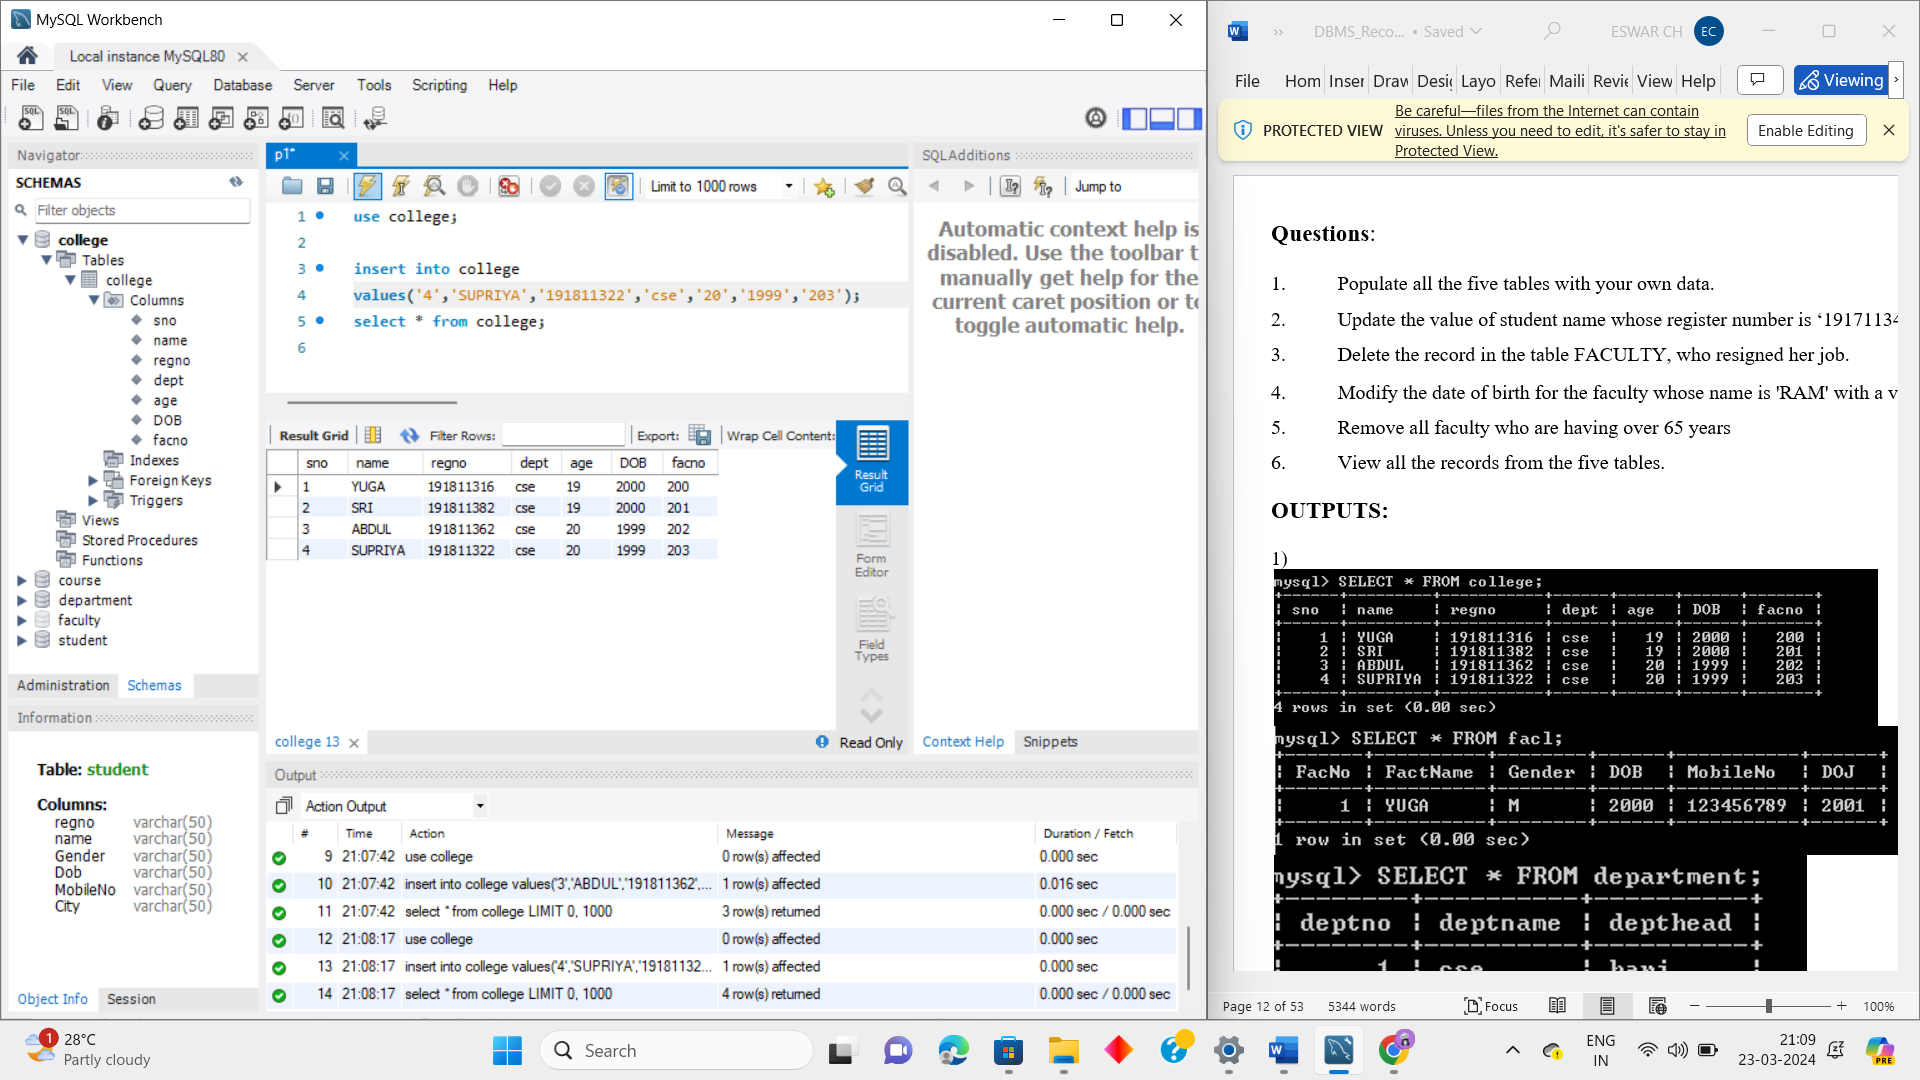 MySQL Workbench
Local instance MySQL80
File Edit View Query Database Server Tools Scripting Help
Navigator
SCHEMAS
Filter objects
college
Tables
college
Columns
sno
name
regno
dept
age
DOB
facno
Indexes
Foreign Keys
Triggers
Views
Stored Procedures
Functions
course
department
faculty
student
Administration Schemas
Information
Table: student
Columns:
regno varchar(50)
name varchar(50)
Gender varchar(50)
Dob varchar(50)
MobileNo varchar(50)
City varchar(50)
Object Info Session
p1*
Limit to 1000 rows
1 use college;
2
3 insert into college
4 values('4','SUPRIYA','191811322','cse','20','1999','203');
5 select * from college;
6
Result Grid Filter Rows: Export: Wrap Cell Content:
sno name regno dept age DOB facno
1 YUGA 191811316 cse 19 2000 200
2 SRI 191811382 cse 19 2000 201
3 ABDUL 191811362 cse 20 1999 202
4 SUPRIYA 191811322 cse 20 1999 203
Result Grid
Form Editor
Field Types
college 13
Read Only
SQLAdditions
Jump to
Automatic context help is
disabled. Use the toolbar t
manually get help for the
current caret position or to
toggle automatic help.
Context Help Snippets
Output
Action Output
# Time Action Message Duration / Fetch
9 21:07:42 use college 0 row(s) affected 0.000 sec
10 21:07:42 insert into college values('3','ABDUL','191811362',... 1 row(s) affected 0.016 sec
11 21:07:42 select * from college LIMIT 0, 1000 3 row(s) returned 0.000 sec / 0.000 sec
12 21:08:17 use college 0 row(s) affected 0.000 sec
13 21:08:17 insert into college values('4','SUPRIYA','19181132... 1 row(s) affected 0.000 sec
14 21:08:17 select * from college LIMIT 0, 1000 4 row(s) returned 0.000 sec / 0.000 sec
DBMS_Reco... • Saved ESWAR CH EC
File Hom Inser Draw Desig Layo Refer Maili Revie View Help Viewing
PROTECTED VIEW
Be careful—files from the Internet can contain
viruses. Unless you need to edit, it's safer to stay in
Protected View.
Enable Editing
Questions:
1. Populate all the five tables with your own data.
2. Update the value of student name whose register number is ‘19171134
3. Delete the record in the table FACULTY, who resigned her job.
4. Modify the date of birth for the faculty whose name is 'RAM' with a v
5. Remove all faculty who are having over 65 years
6. View all the records from the five tables.
OUTPUTS:
1)
mysql> SELECT * FROM college;
sno | name | regno | dept | age | DOB | facno
1 | YUGA | 191811316 | cse | 19 | 2000 | 200
2 | SRI | 191811382 | cse | 19 | 2000 | 201
3 | ABDUL | 191811362 | cse | 20 | 1999 | 202
4 | SUPRIYA | 191811322 | cse | 20 | 1999 | 203
4 rows in set (0.00 sec)
mysql> SELECT * FROM facl;
FacNo | FactName | Gender | DOB | MobileNo | DOJ
1 | YUGA | M | 2000 | 123456789 | 2001
1 row in set (0.00 sec)
mysql> SELECT * FROM department;
deptno | deptname | depthead
1 | cse | hari
Page 12 of 53 5344 words Focus 100%
1
28°C
Partly cloudy
Search
ENG
IN
21:09
23-03-2024
PRE